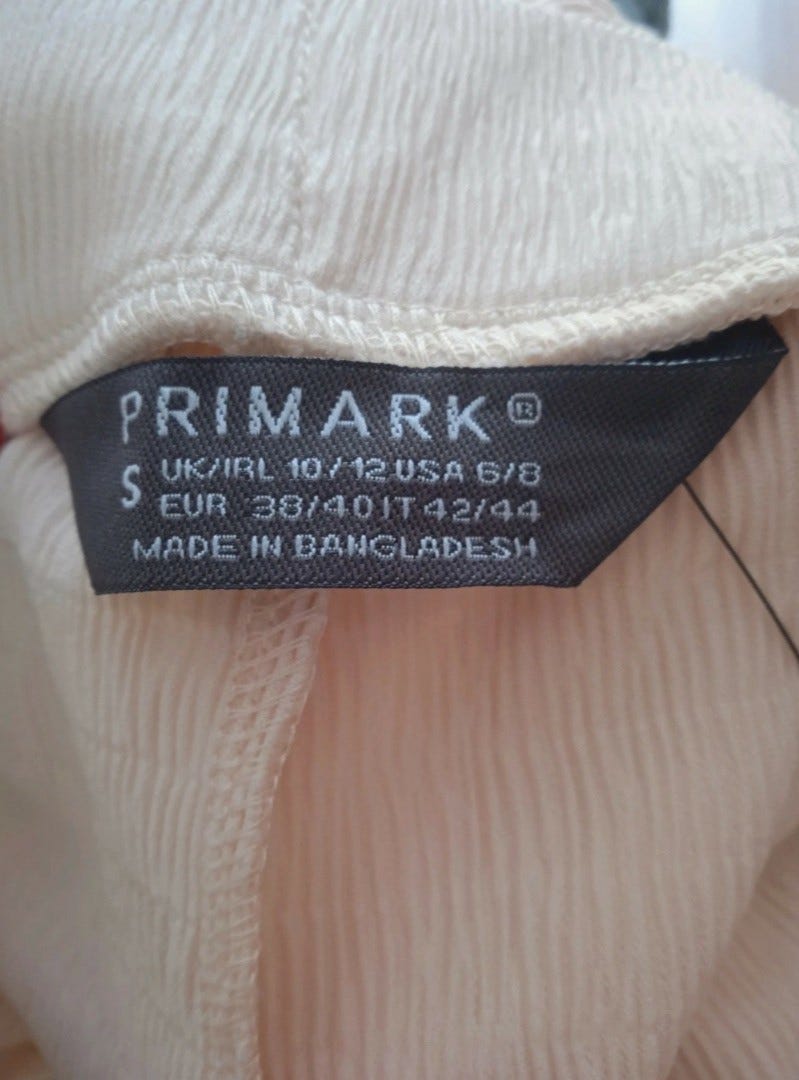 PRIMARK®
S UK/IRL 10/12 USA 6/8
EUR 38/40 IT 42/44
MADE IN BANGLADESH